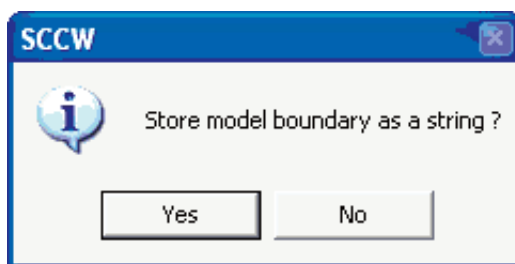 SCCW
Store model boundary as a string ?
Yes
No